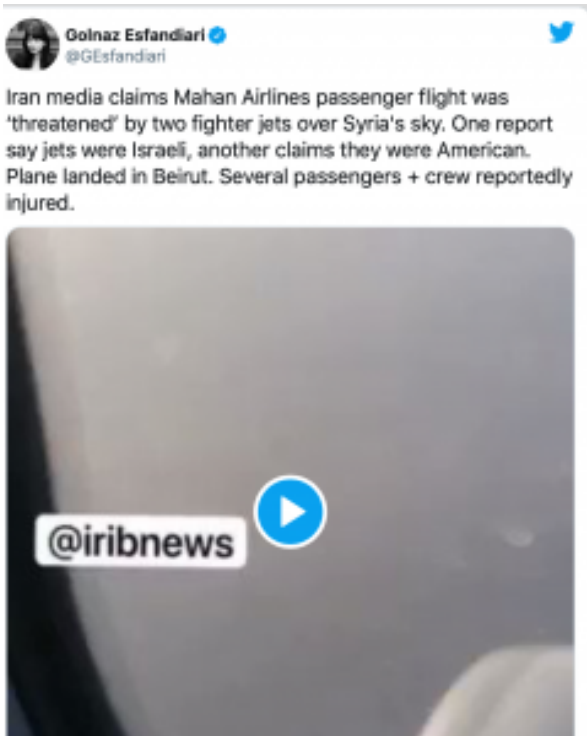 Golnaz Esfandiari
@GEsfandiari
Iran media claims Mahan Airlines passenger flight was
‘threatened’ by two fighter jets over Syria's sky. One report
say jets were Israeli, another claims they were American.
Plane landed in Beirut. Several passengers + crew reportedly
injured.
@iribnews